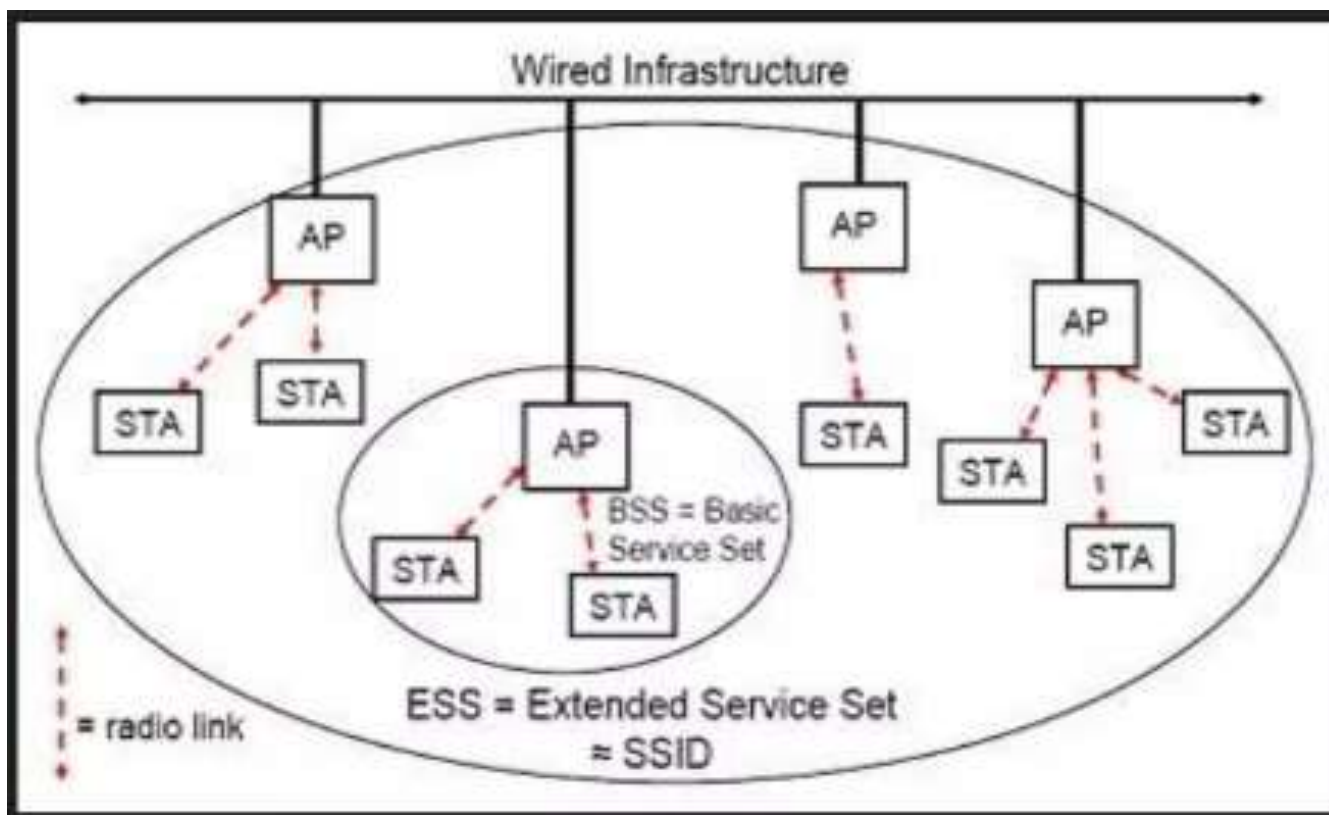 Wired Infrastructure
AP
AP
AP
STA
STA
AP
STA
STA
STA
STA
BSS = Basic
Service Set
STA
STA
STA
ESS = Extended Service Set
≈ SSID
= radio link